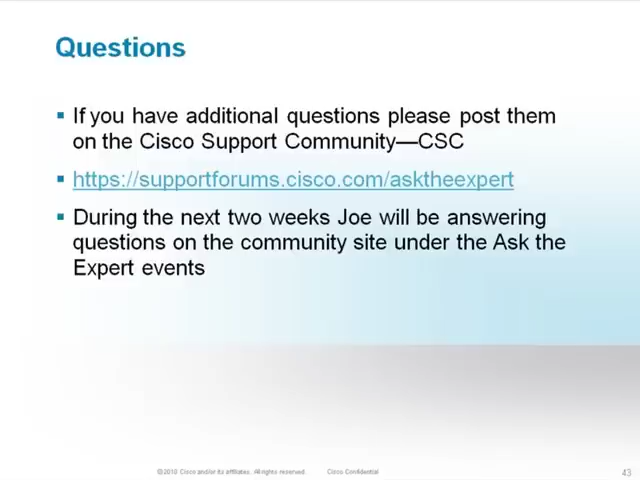 Questions
If you have additional questions please post them
on the Cisco Support Community—CSC
https://supportforums.cisco.com/asktheexpert
During the next two weeks Joe will be answering
questions on the community site under the Ask the
Expert events
© 2010 Cisco and/or its affiliates. All rights reserved.
Cisco Confidential
43